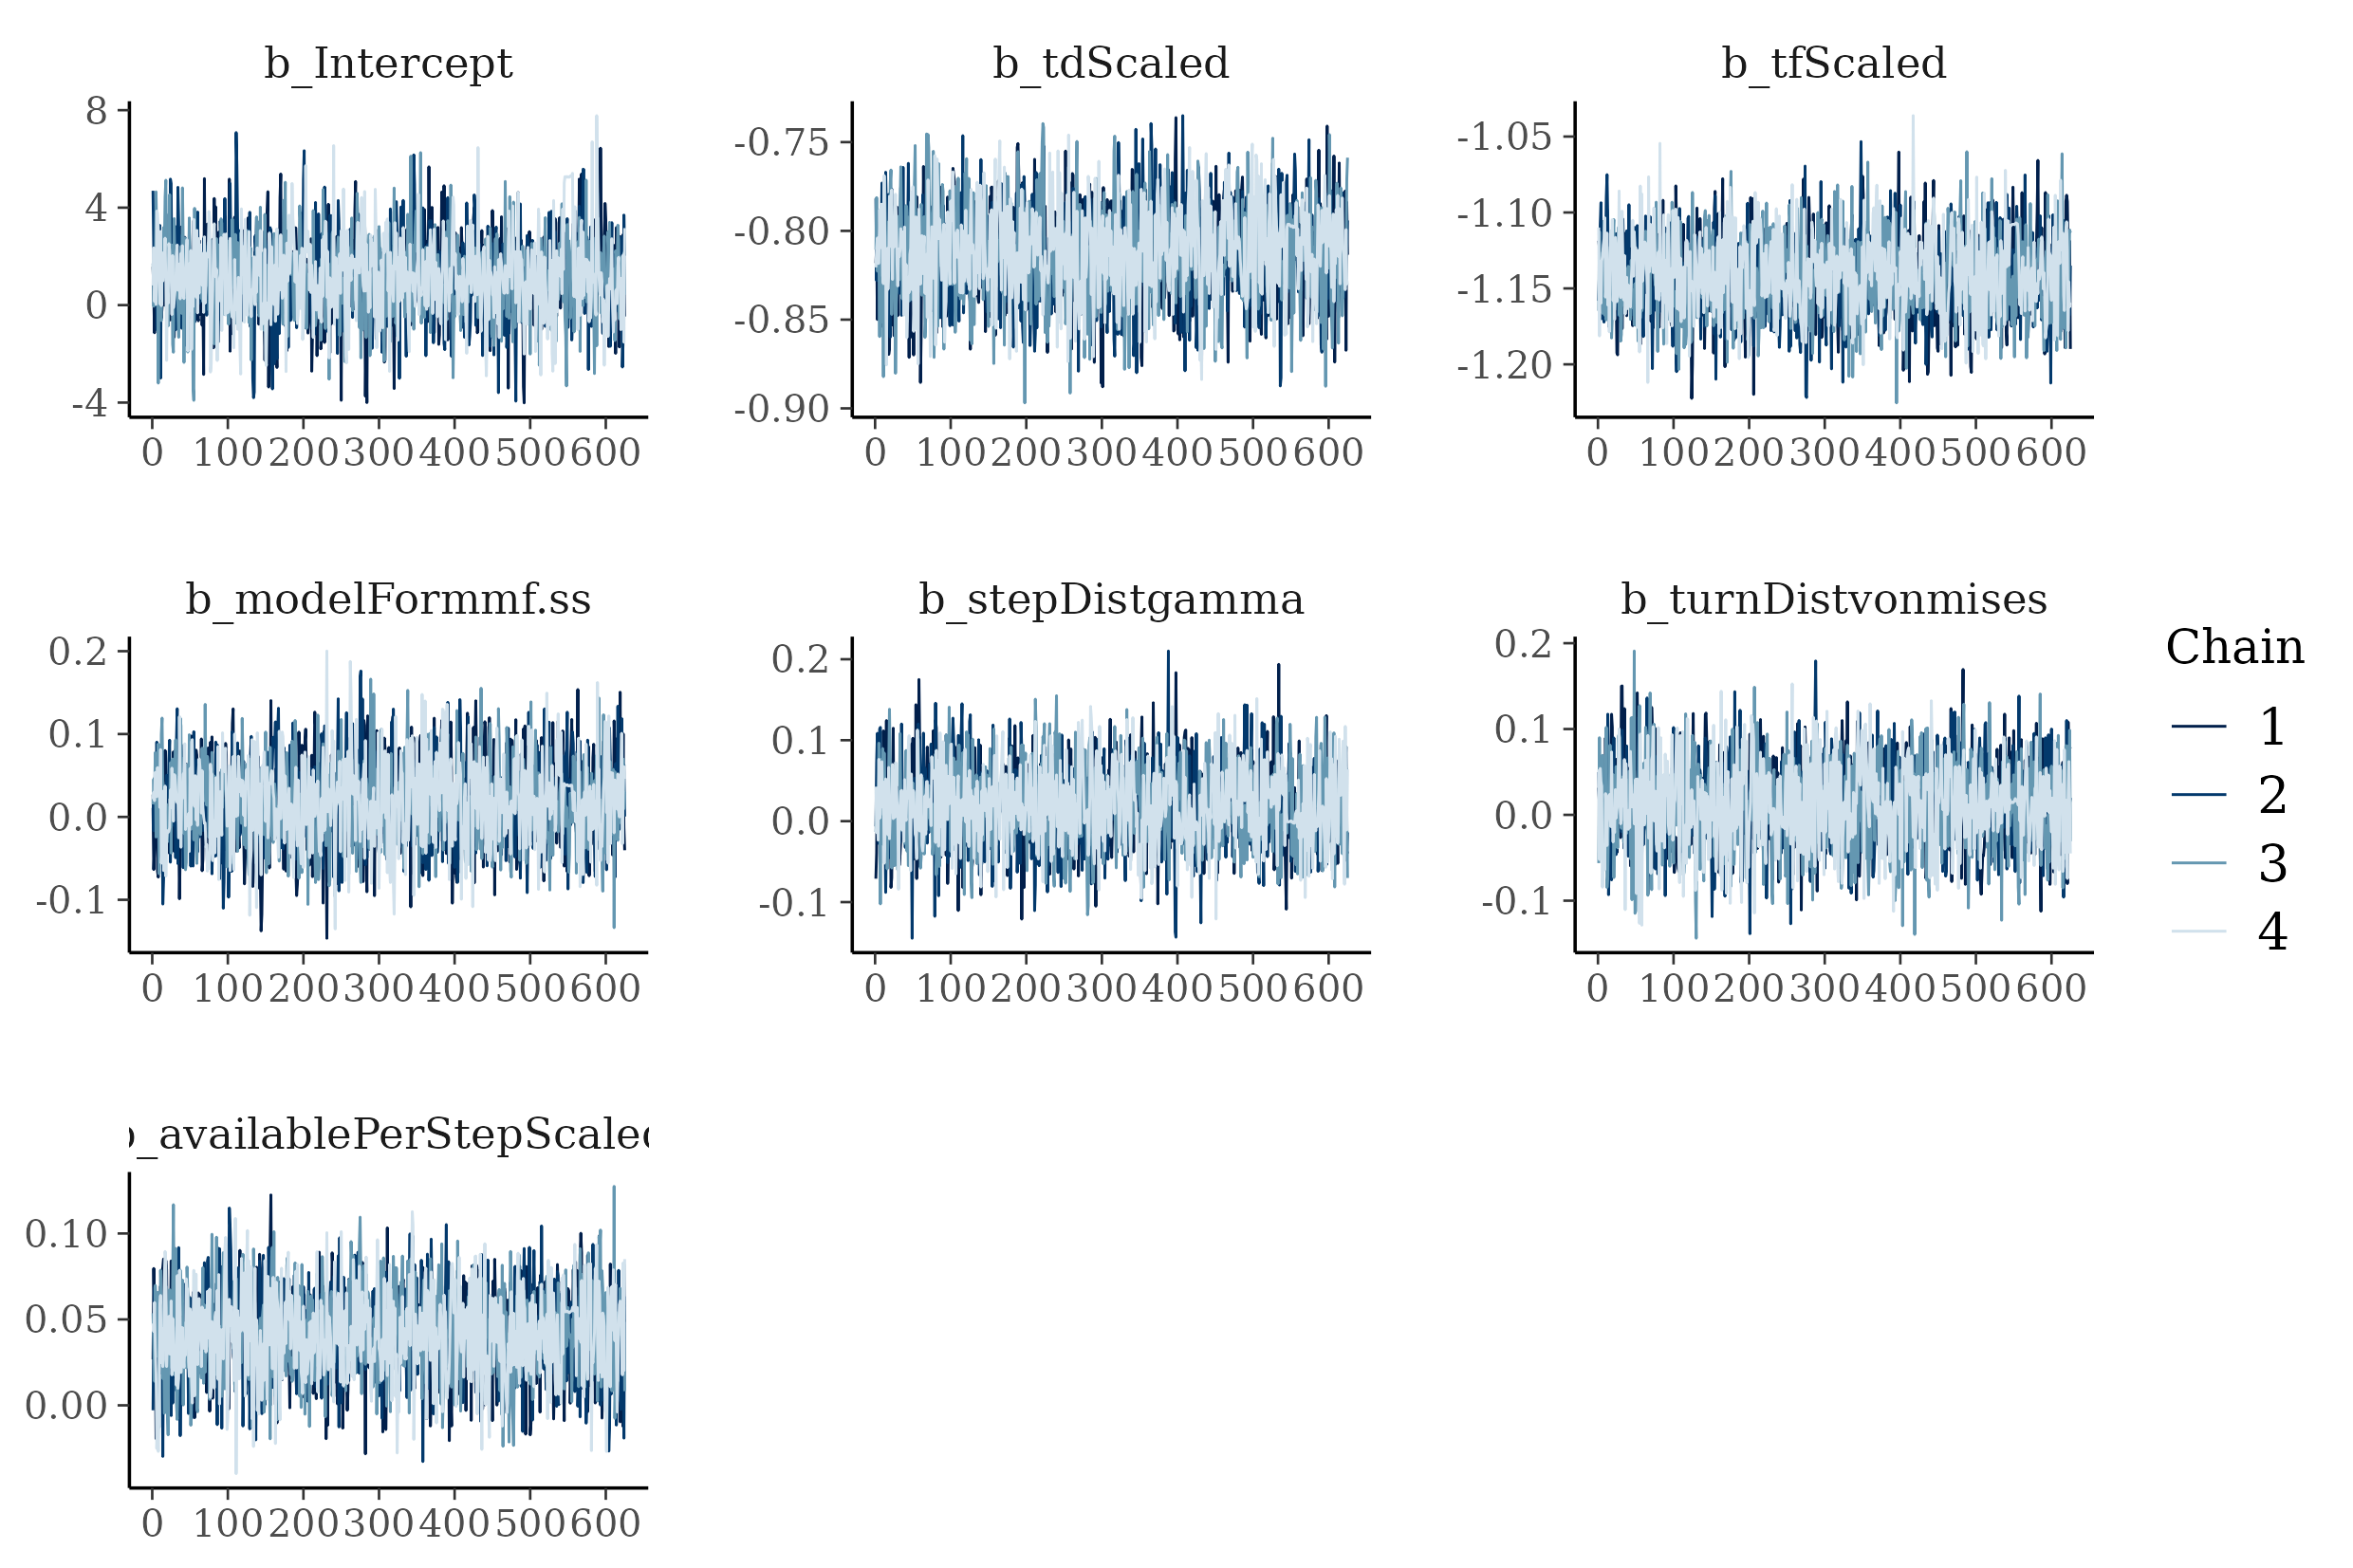 b_Intercept
8
4
0
-4
0 100 200 300 400 500 600
b_tdScaled
-0.75
-0.80
-0.85
-0.90
0 100 200 300 400 500 600
b_tfScaled
-1.05
-1.10
-1.15
-1.20
0 100 200 300 400 500 600
b_modelFormmf.ss
0.2
0.1
0.0
-0.1
0 100 200 300 400 500 600
b_stepDistgamma
0.2
0.1
0.0
-0.1
0 100 200 300 400 500 600
b_turnDistvonmises
0.2
0.1
0.0
-0.1
0 100 200 300 400 500 600
Chain
1
2
3
4
b_availablePerStepScaled
0.10
0.05
0.00
0 100 200 300 400 500 600